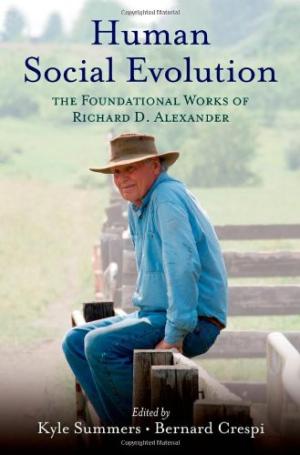 Human
Social Evolution
THE FOUNDATIONAL WORKS OF
RICHARD D. ALEXANDER
Edited by
Kyle Summers • Bernard Crespi